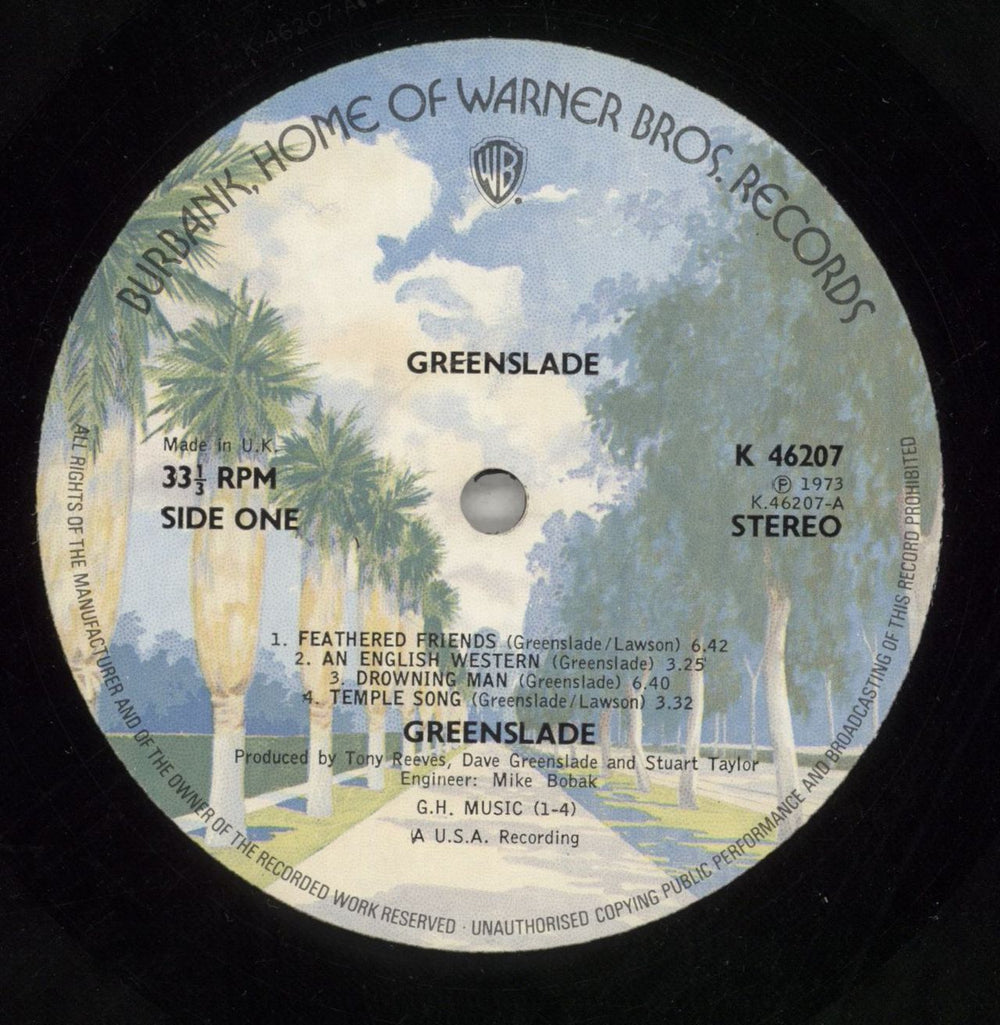 K-46207-A
BURBANK, HOME OF WARNER BROS. RECORDS
WB
GREENSLADE
Made in U.K.
33⅓ RPM
SIDE ONE
K 46207
℗ 1973
K.46207-A
STEREO
1. FEATHERED FRIENDS (Greenslade/Lawson) 6.42
2. AN ENGLISH WESTERN (Greenslade) 3.25
3. DROWNING MAN (Greenslade) 6.40
4. TEMPLE SONG (Greenslade/Lawson) 3.32
GREENSLADE
Produced by Tony Reeves, Dave Greenslade and Stuart Taylor
Engineer: Mike Bobak
G.H. MUSIC (1-4)
A U.S.A. Recording
ALL RIGHTS OF THE MANUFACTURER AND OF THE OWNER OF THE RECORDED WORK RESERVED · UNAUTHORISED COPYING PUBLIC PERFORMANCE AND BROADCASTING OF THIS RECORD PROHIBITED